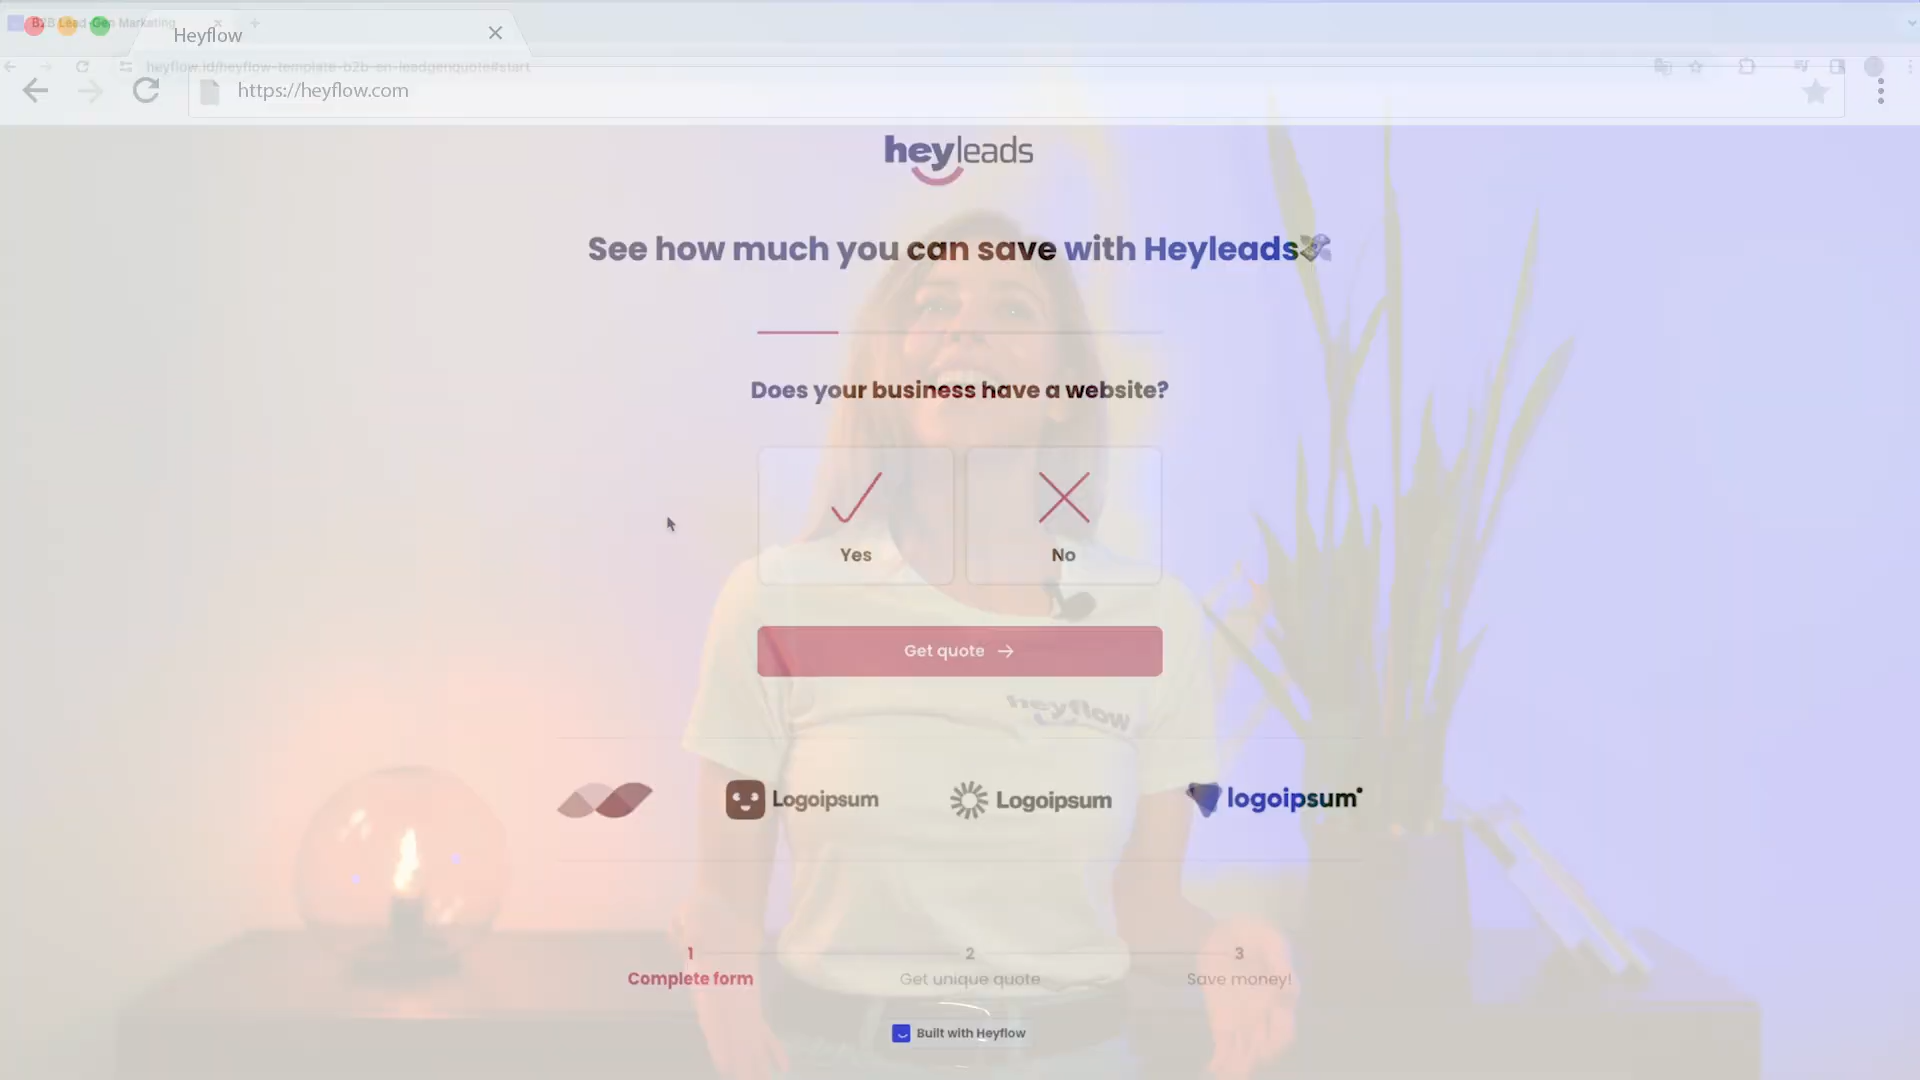 B2B Lead-Gen Marketing
Heyflow
heyflow.id/heyflow-template-b2b-en-leadgenquote#start
https://heyflow.com
heyleads
See how much you can save with Heyleads
Does your business have a website?
Yes
No
Get quote →
heyflow
Logoipsum
Logoipsum
logoipsum
1
Complete form
2
Get unique quote
3
Save money!
Built with Heyflow